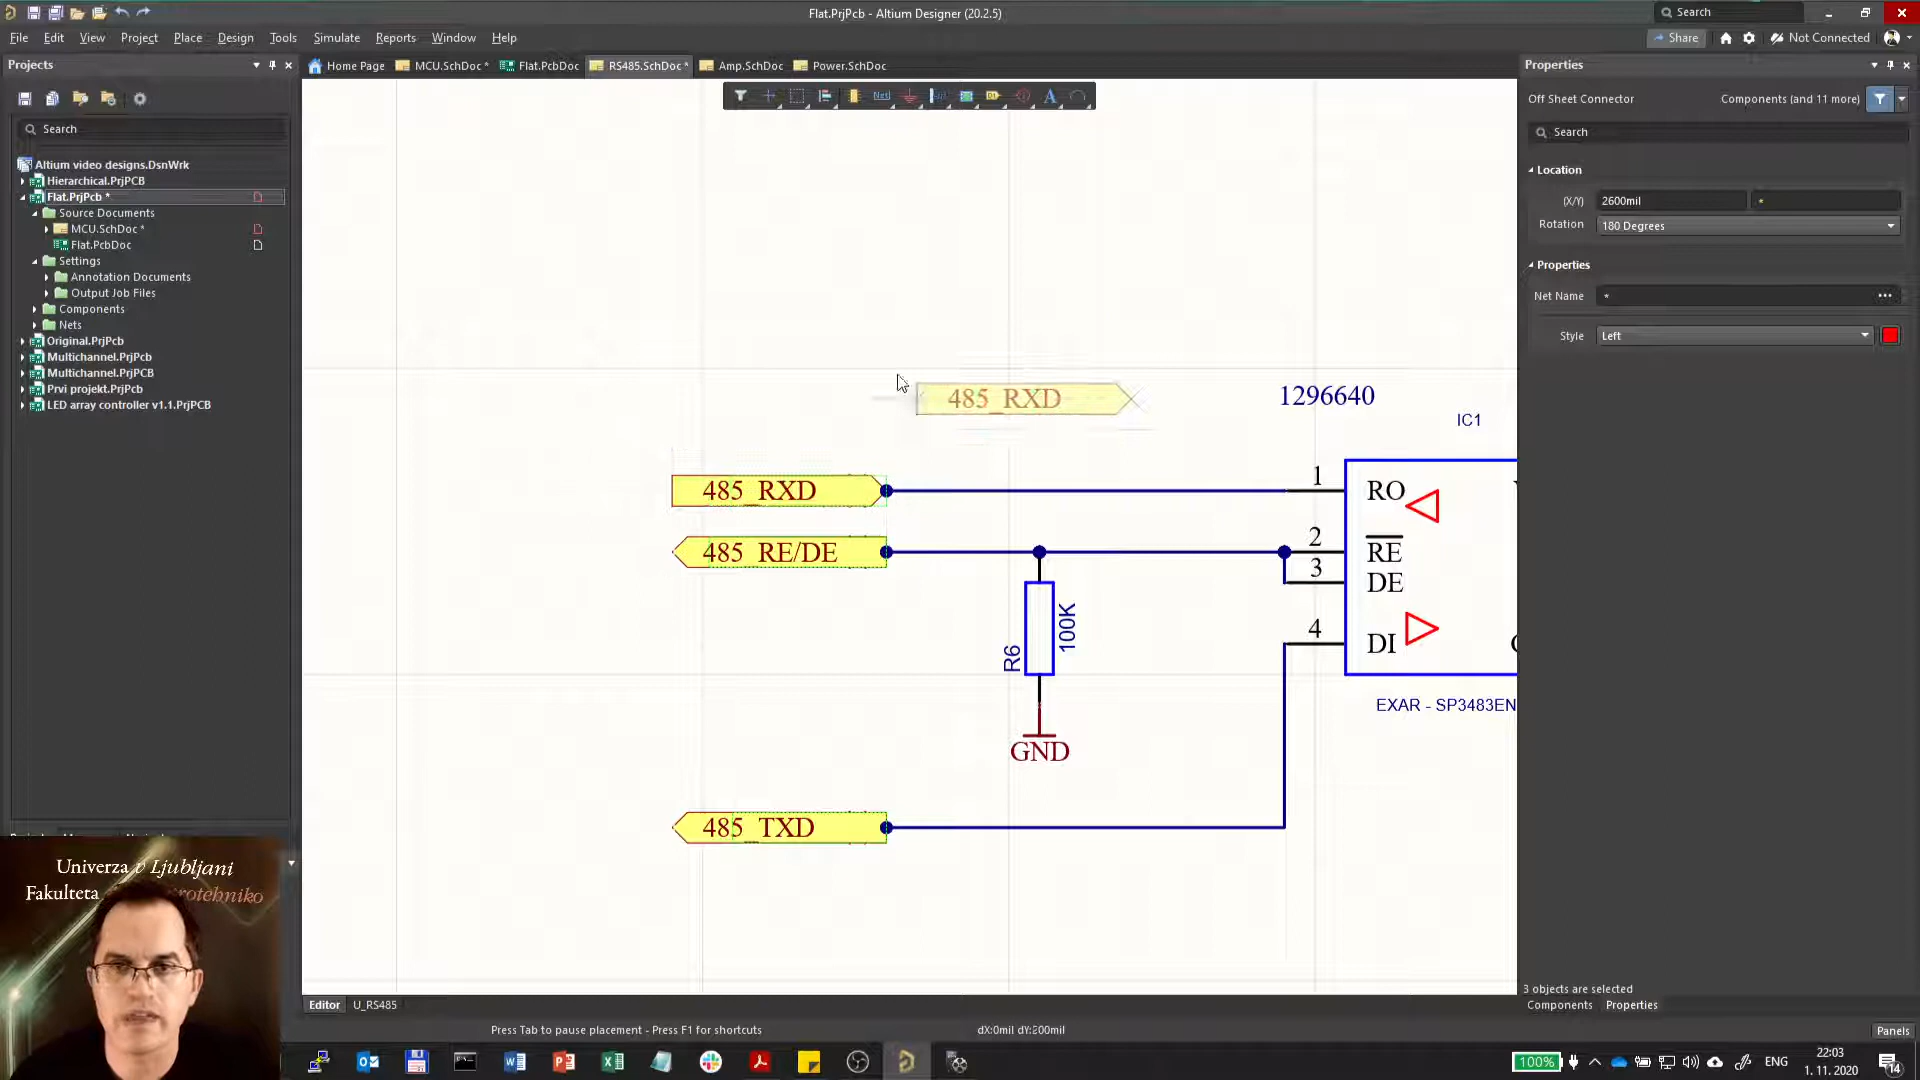 Flat.PrjPcb - Altium Designer (20.2.5)
Search
File Edit View Project Place Design Tools Simulate Reports Window Help
Share
Not Connected
Projects
Home Page
MCU.SchDoc *
Flat.PcbDoc
RS485.SchDoc *
Amp.SchDoc
Power.SchDoc
Properties
Off Sheet Connector
Components (and 11 more)
Search
Search
Altium video designs.DsnWrk
Hierarchical.PrjPCB
Flat.PrjPcb *
Source Documents
MCU.SchDoc *
Flat.PcbDoc
Settings
Annotation Documents
Output Job Files
Components
Nets
Original.PrjPcb
Multichannel.PrjPcb
Multichannel.PrjPCB
Prvi projekt.PrjPcb
LED array controller v1.1.PrjPCB
Location
(X/Y) 2600mil *
Rotation 180 Degrees
Properties
Net Name *
Style Left
485_RXD
1296640
IC1
485_RXD
1
RO
485_RE/DE
2
RE
3
DE
4
DI
R6
100K
GND
EXAR - SP3483EN
485_TXD
Univerza v Ljubljani
Fakulteta
3 objects are selected
Components Properties
Editor U_RS485
Press Tab to pause placement - Press F1 for shortcuts
dX:0mil dY:200mil
Panels
100%
ENG
22:03
1. 11. 2020
14